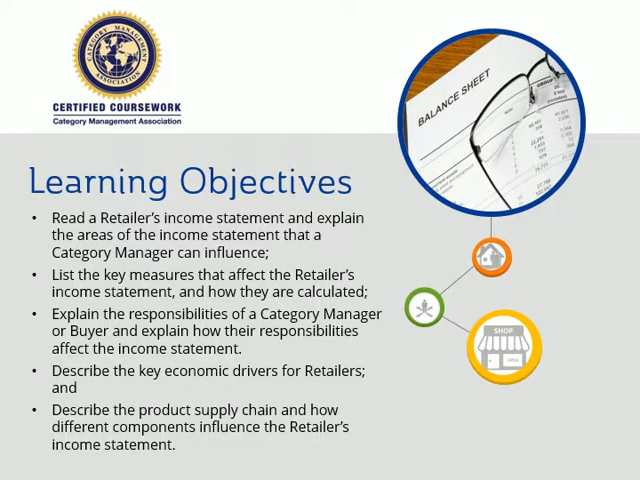 CATEGORY MANAGEMENT
ASSOCIATION
CERTIFIED COURSEWORK
Category Management Association
BALANCE SHEET
GROUP
Learning Objectives
• Read a Retailer's income statement and explain
the areas of the income statement that a
Category Manager can influence;
• List the key measures that affect the Retailer's
income statement, and how they are calculated;
• Explain the responsibilities of a Category Manager
or Buyer and explain how their responsibilities
affect the income statement.
• Describe the key economic drivers for Retailers;
and
• Describe the product supply chain and how
different components influence the Retailer's
income statement.
SHOP